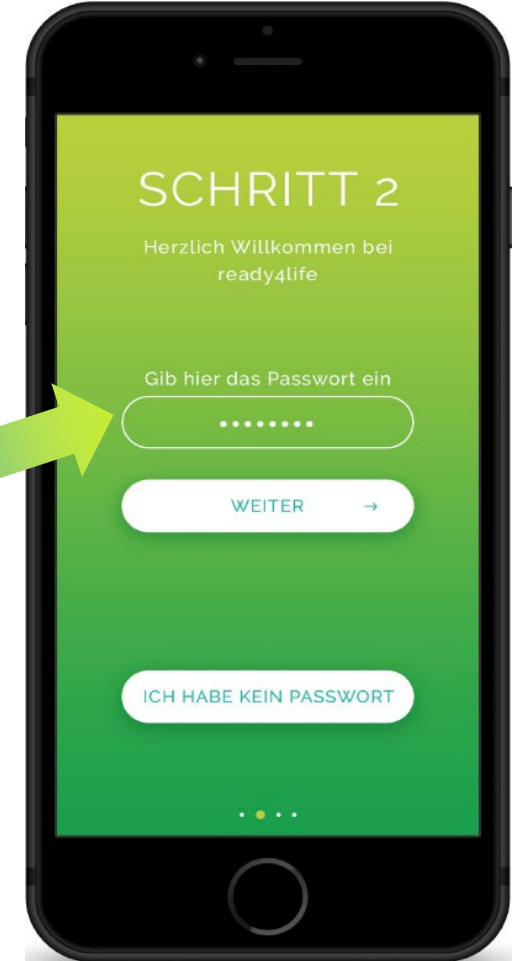 SCHRITT 2
Herzlich Willkommen bei
ready4life
Gib hier das Passwort ein
••••••••
WEITER →
ICH HABE KEIN PASSWORT